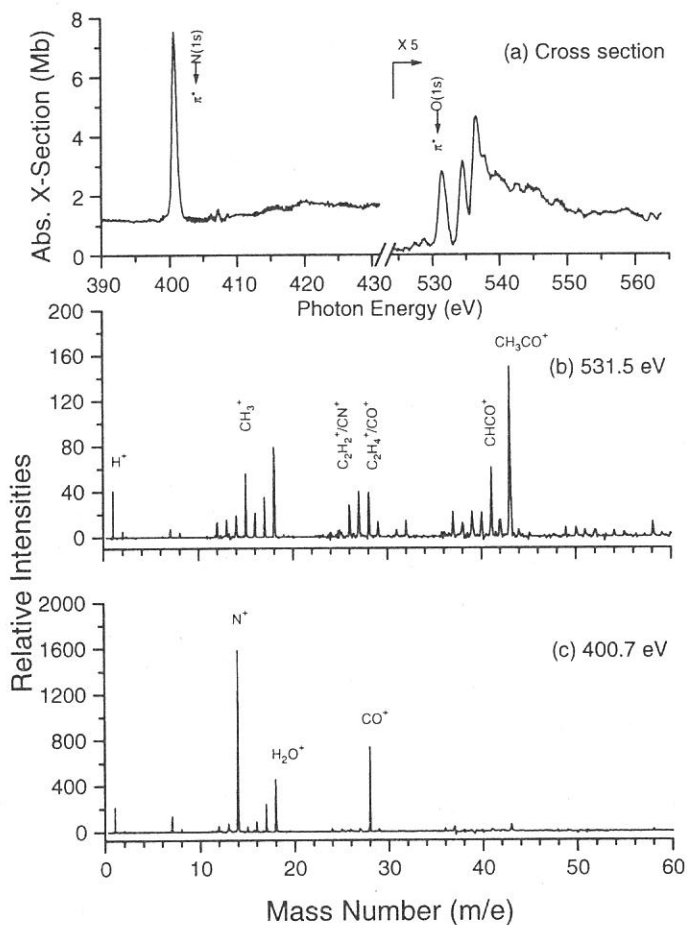 8
6
4
2
0
Abs. X-Section (Mb)
N(1s)
π*
X 5
O(1s)
π*
(a) Cross section
390 400 410 420 430 530 540 550 560
Photon Energy (eV)
200
160
120
80
40
0
H⁺
CH₃⁺
C₂H₂⁺/CN⁺
C₂H₄⁺/CO⁺
CHCO⁺
CH₃CO⁺
(b) 531.5 eV
Relative Intensities
2000
1600
1200
800
400
0
N⁺
H₂O⁺
CO⁺
(c) 400.7 eV
0 10 20 30 40 50 60
Mass Number (m/e)